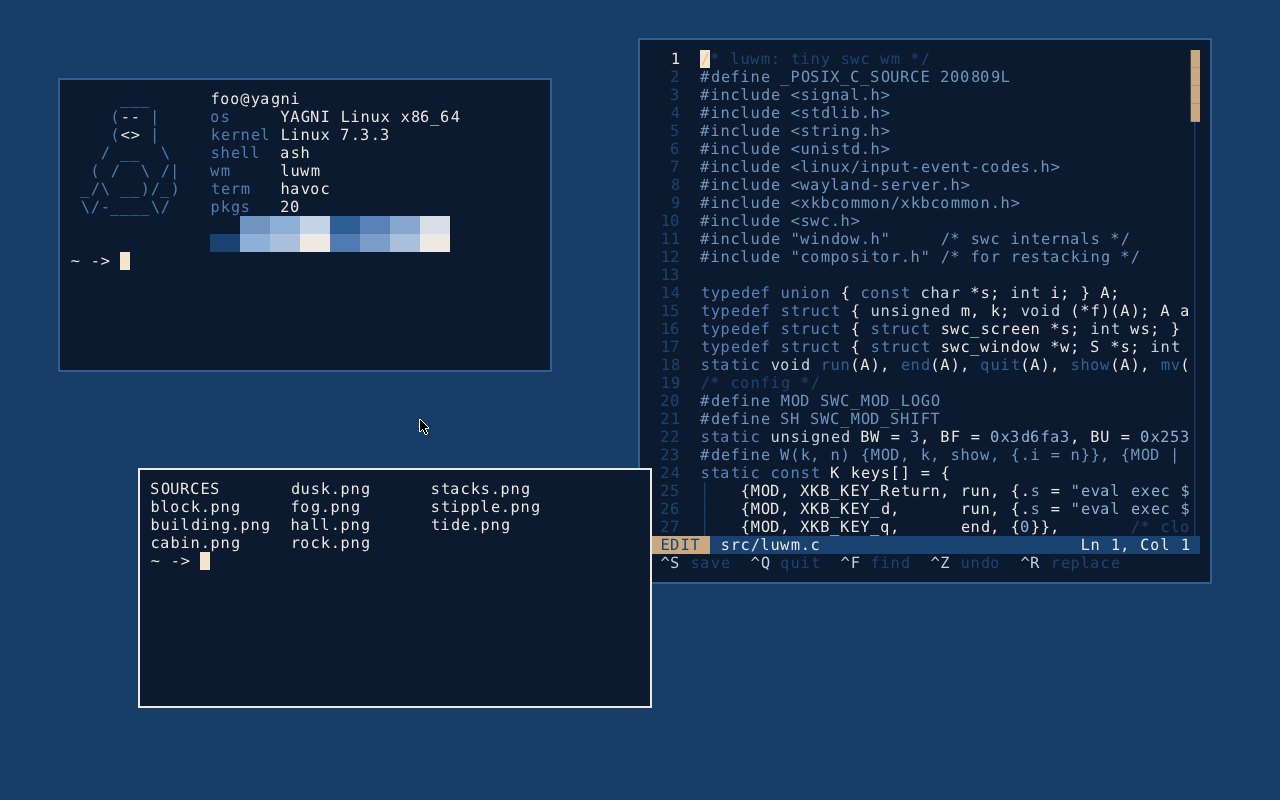 foo@yagni
os YAGNI Linux x86_64
kernel Linux 7.3.3
shell ash
wm luwm
term havoc
pkgs 20
~ ->
1 /* luwm: tiny swc wm */
2 #define _POSIX_C_SOURCE 200809L
3 #include <signal.h>
4 #include <stdlib.h>
5 #include <string.h>
6 #include <unistd.h>
7 #include <linux/input-event-codes.h>
8 #include <wayland-server.h>
9 #include <xkbcommon/xkbcommon.h>
10 #include <swc.h>
11 #include "window.h" /* swc internals */
12 #include "compositor.h" /* for restacking */
13
14 typedef union { const char *s; int i; } A;
15 typedef struct { unsigned m, k; void (*f)(A); A a
16 typedef struct { struct swc_screen *s; int ws; }
17 typedef struct { struct swc_window *w; S *s; int
18 static void run(A), end(A), quit(A), show(A), mv(
19 /* config */
20 #define MOD SWC_MOD_LOGO
21 #define SH SWC_MOD_SHIFT
22 static unsigned BW = 3, BF = 0x3d6fa3, BU = 0x253
23 #define W(k, n) {MOD, k, show, {.i = n}}, {MOD |
24 static const K keys[] = {
25 {MOD, XKB_KEY_Return, run, {.s = "eval exec $
26 {MOD, XKB_KEY_d, run, {.s = "eval exec $
27 {MOD, XKB_KEY_q, end, {0}}, /* clo
EDIT src/luwm.c Ln 1, Col 1
^S save ^Q quit ^F find ^Z undo ^R replace
SOURCES dusk.png stacks.png
block.png fog.png stipple.png
building.png hall.png tide.png
cabin.png rock.png
~ ->